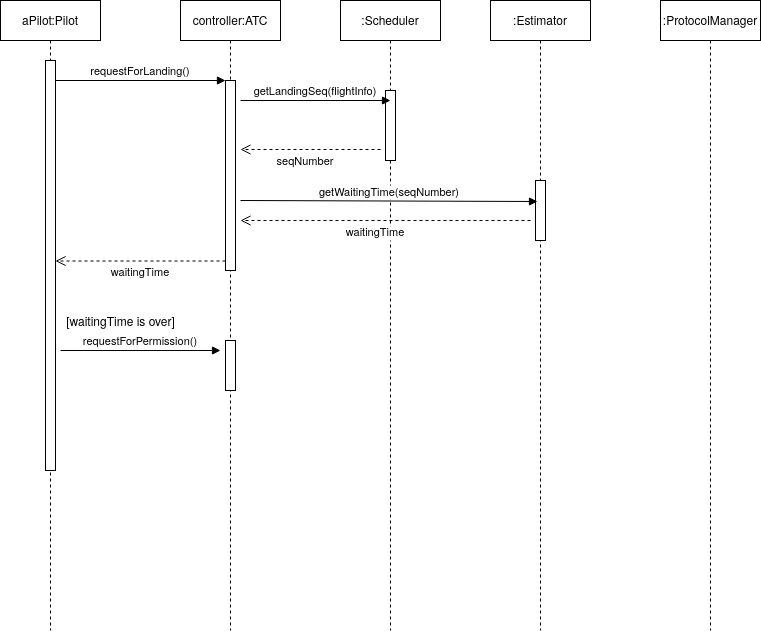 aPilot:Pilot
controller:ATC
:Scheduler
:Estimator
:ProtocolManager
requestForLanding()
getLandingSeq(flightInfo)
seqNumber
getWaitingTime(seqNumber)
waitingTime
waitingTime
[waitingTime is over]
requestForPermission()